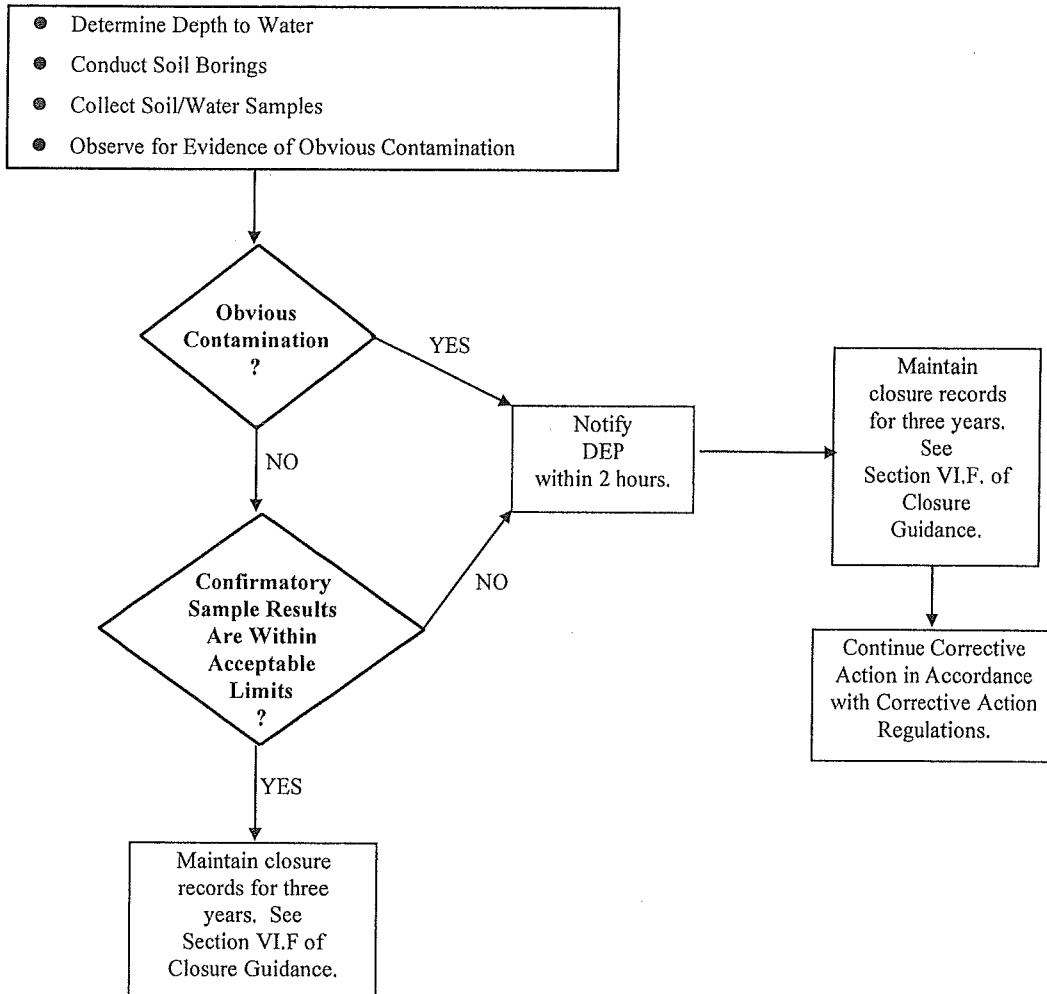 ● Determine Depth to Water
● Conduct Soil Borings
● Collect Soil/Water Samples
● Observe for Evidence of Obvious Contamination
Obvious
Contamination
?
YES
NO
Notify
DEP
within 2 hours.
Maintain
closure records
for three years.
See
Section VI.F. of
Closure
Guidance.
Confirmatory
Sample Results
Are Within
Acceptable
Limits
?
NO
YES
Continue Corrective
Action in Accordance
with Corrective Action
Regulations.
Maintain closure
records for three
years. See
Section VI.F of
Closure Guidance.